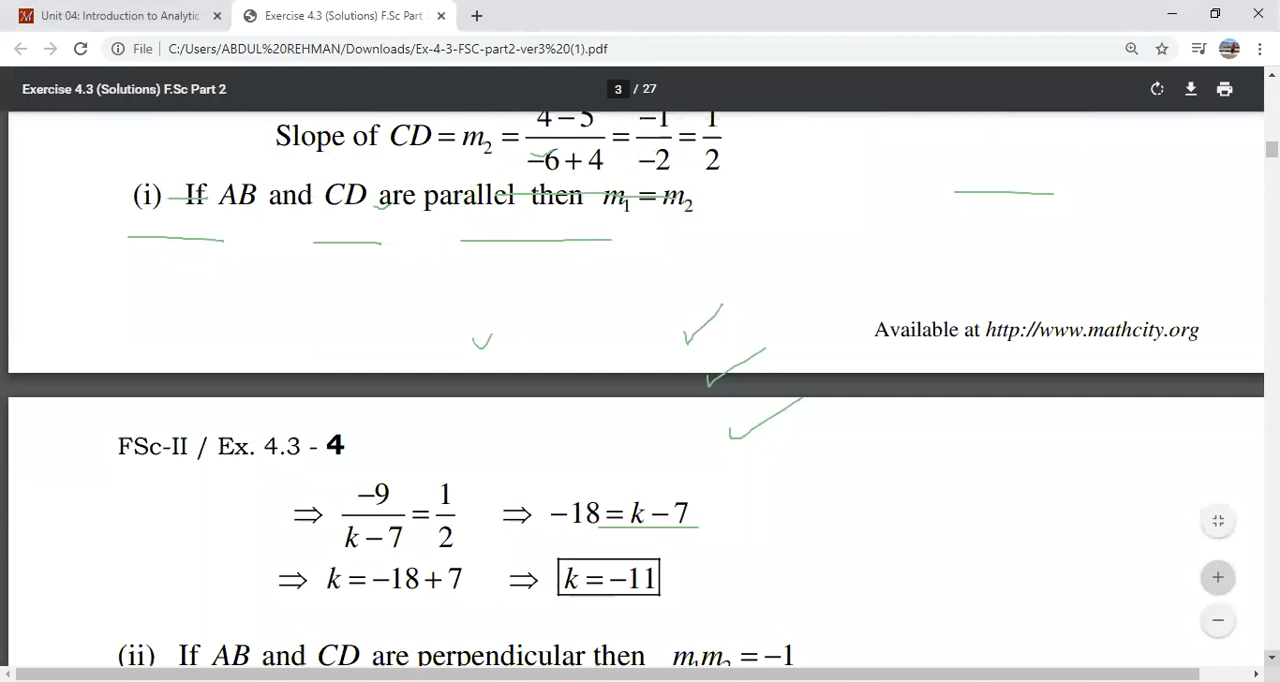 Unit 04: Introduction to Analytic
Exercise 4.3 (Solutions) F.Sc Part
File C:/Users/ABDUL%20REHMAN/Downloads/Ex-4-3-FSC-part2-ver3%20(1).pdf
Exercise 4.3 (Solutions) F.Sc Part 2
3 / 27
Slope of CD = m₂ = (4 − 5)/(−6 + 4) = −1/−2 = 1/2
(i) If AB and CD are parallel then m₁ = m₂
Available at http://www.mathcity.org
FSc-II / Ex. 4.3 - 4
⇒ −9/(k − 7) = 1/2 ⇒ −18 = k − 7
⇒ k = −18 + 7 ⇒ k = −11
(ii) If AB and CD are perpendicular then m₁m₂ = −1